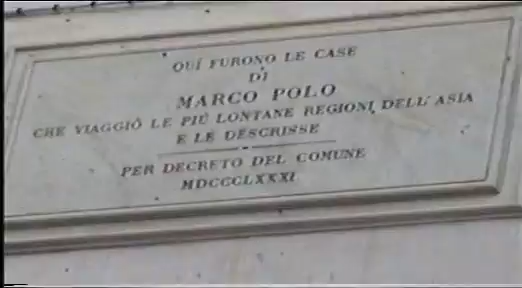 QUÍ FURONO LE CASE
DI
MARCO POLO
CHE VIAGGIÒ LE PIÙ LONTANE REGIONI DELL'ASIA
E LE DESCRISSE
PER DECRETO DEL COMUNE
MDCCCLXXXI